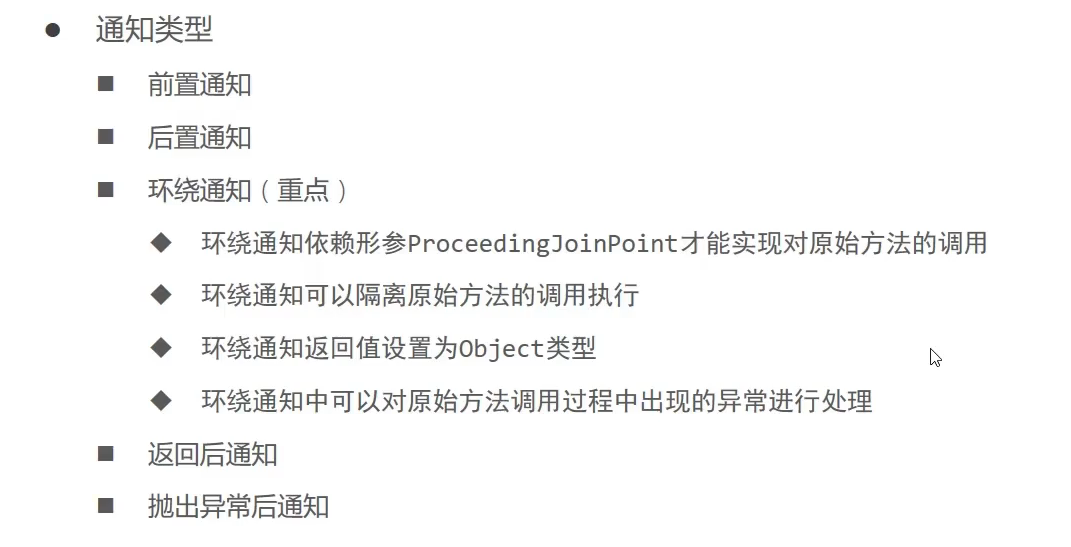 通知类型
前置通知
后置通知
环绕通知（重点）
环绕通知依赖形参ProceedingJoinPoint才能实现对原始方法的调用
环绕通知可以隔离原始方法的调用执行
环绕通知返回值设置为Object类型
环绕通知中可以对原始方法调用过程中出现的异常进行处理
返回后通知
抛出异常后通知